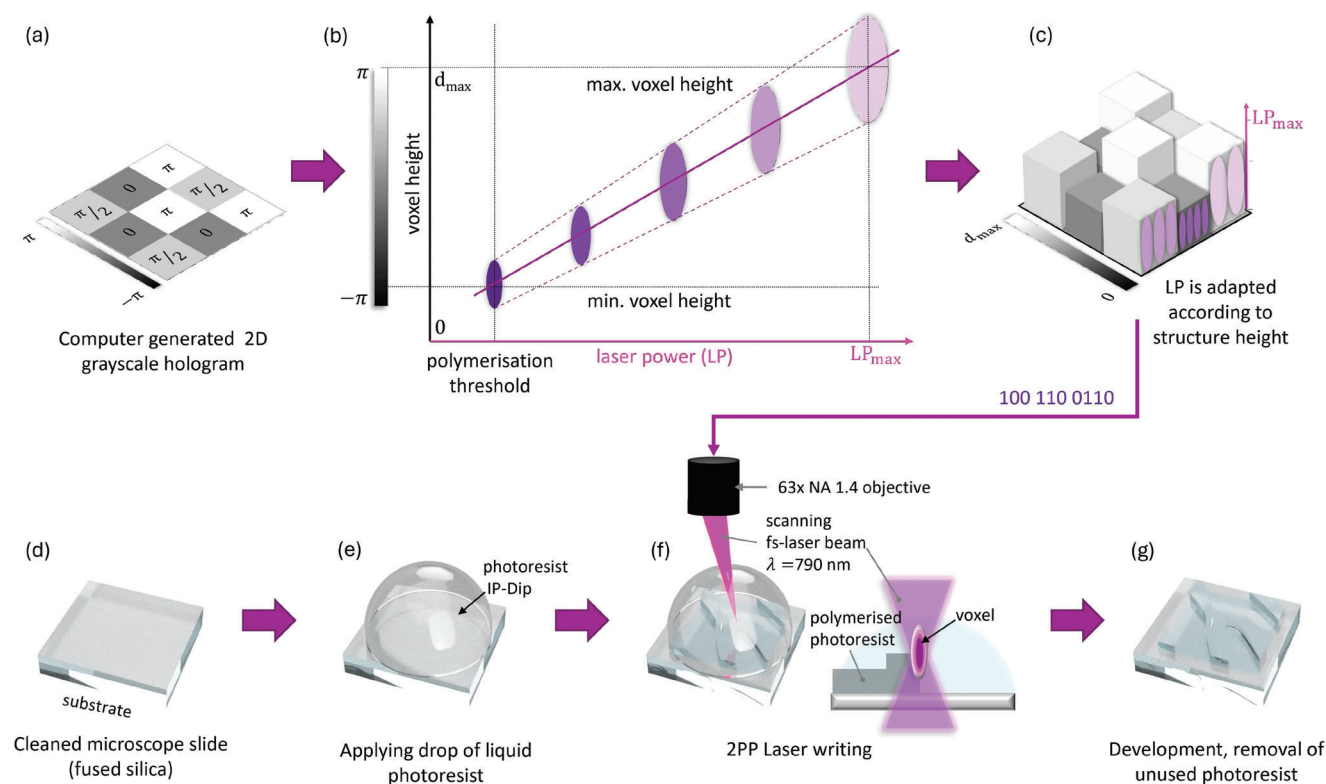 (a)
π
0
π/2
π/2
π
π
0
0
π/2
π
−π
Computer generated 2D
grayscale hologram
(b)
π
−π
voxel height
d_max
0
max. voxel height
min. voxel height
polymerisation
threshold
laser power (LP)
LP_max
(c)
LP_max
d_max
0
LP is adapted
according to
structure height
100 110 0110
63x NA 1.4 objective
scanning
fs-laser beam
λ =790 nm
(d)
substrate
Cleaned microscope slide
(fused silica)
(e)
photoresist
IP-Dip
Applying drop of liquid
photoresist
(f)
polymerised
photoresist
voxel
2PP Laser writing
(g)
Development, removal of
unused photoresist